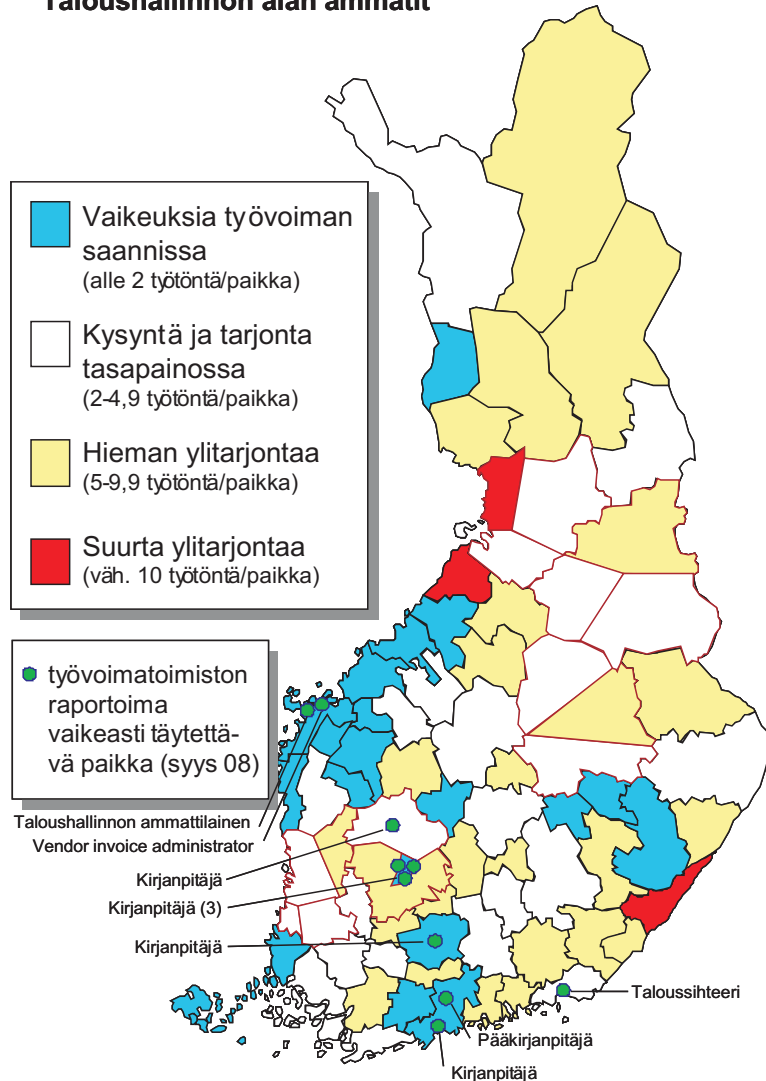 Taloushallinnon alan ammatit
Vaikeuksia työvoiman
saannissa
(alle 2 työtöntä/paikka)
Kysyntä ja tarjonta
tasapainossa
(2-4,9 työtöntä/paikka)
Hieman ylitarjontaa
(5-9,9 työtöntä/paikka)
Suurta ylitarjontaa
(väh. 10 työtöntä/paikka)
työvoimatoimiston
raportoima
vaikeasti täytettä-
vä paikka (syys 08)
Taloushallinnon ammattilainen
Vendor invoice administrator
Kirjanpitäjä
Kirjanpitäjä (3)
Kirjanpitäjä
Taloussihteeri
Pääkirjanpitäjä
Kirjanpitäjä